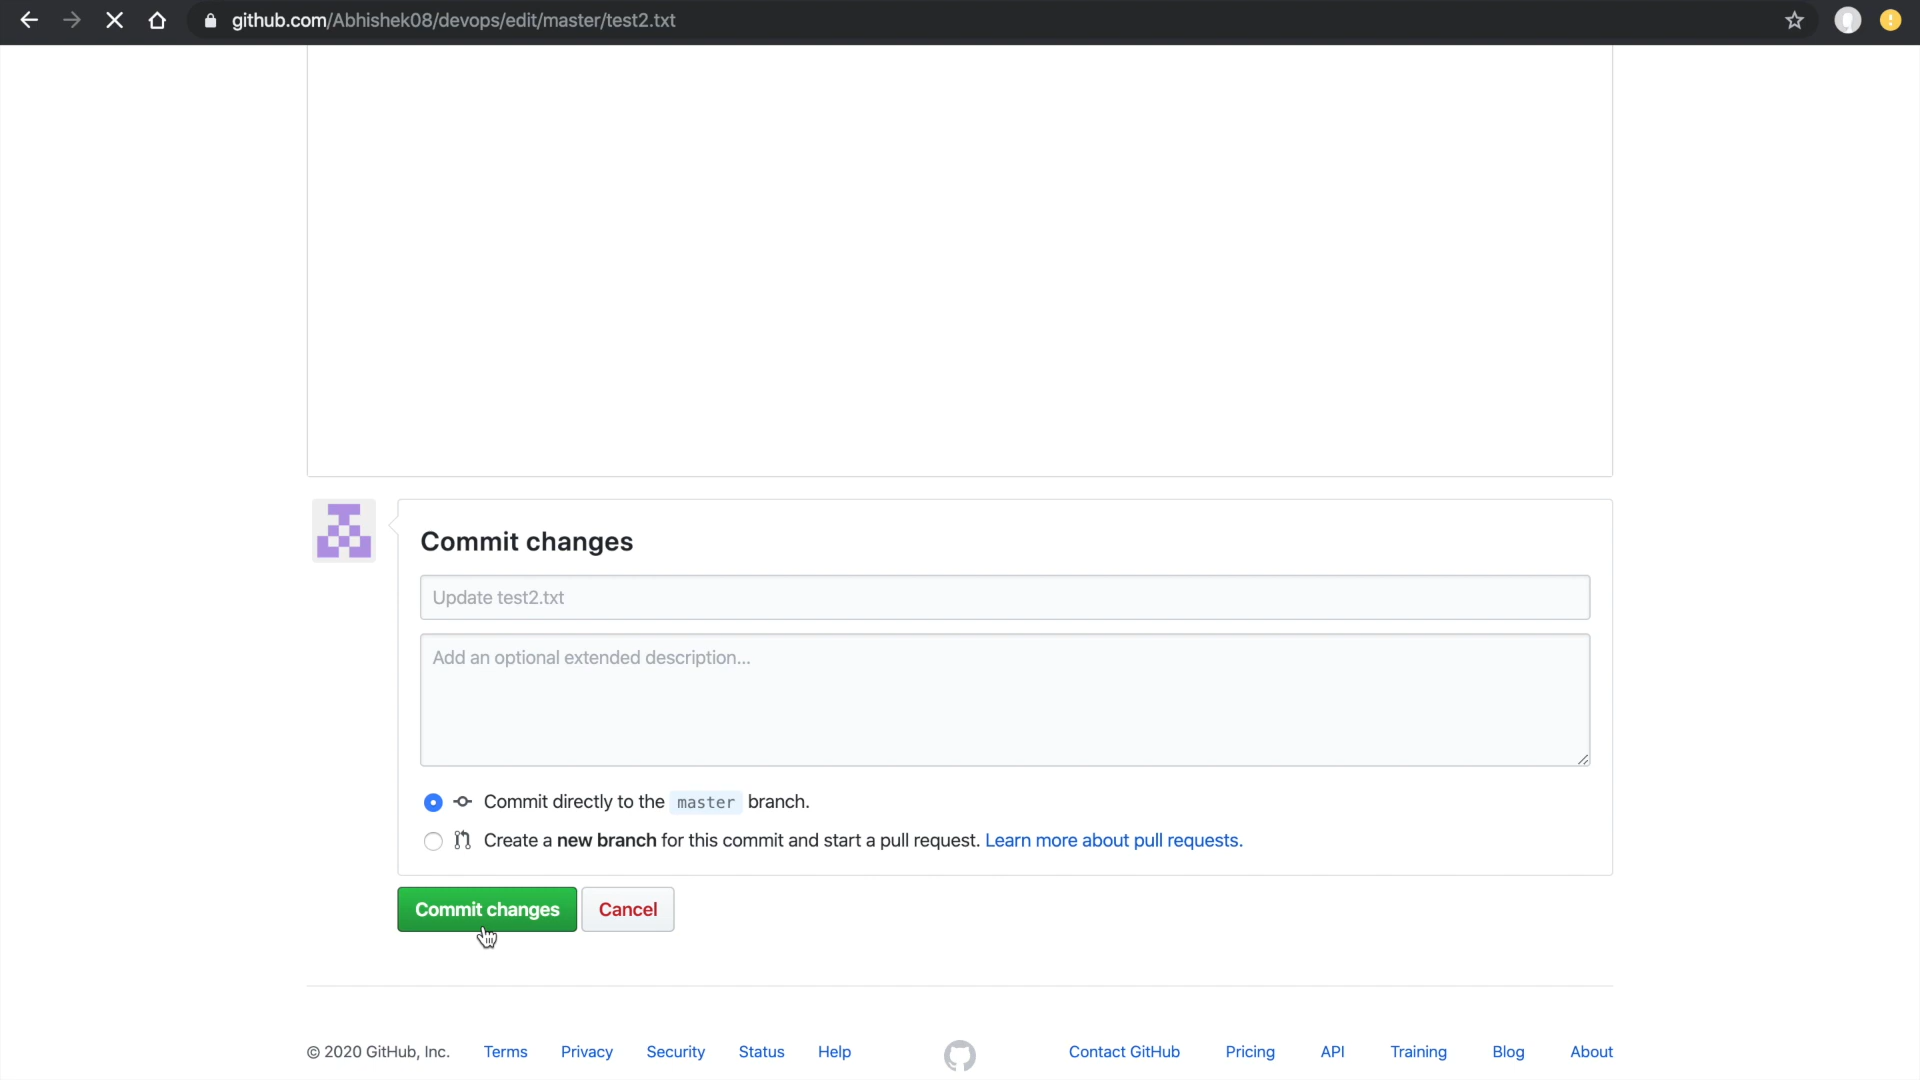 github.com/Abhishek08/devops/edit/master/test2.txt
Commit changes
Update test2.txt
Add an optional extended description...
Commit directly to the master branch.
Create a new branch for this commit and start a pull request. Learn more about pull requests.
Commit changes Cancel
© 2020 GitHub, Inc. Terms Privacy Security Status Help Contact GitHub Pricing API Training Blog About